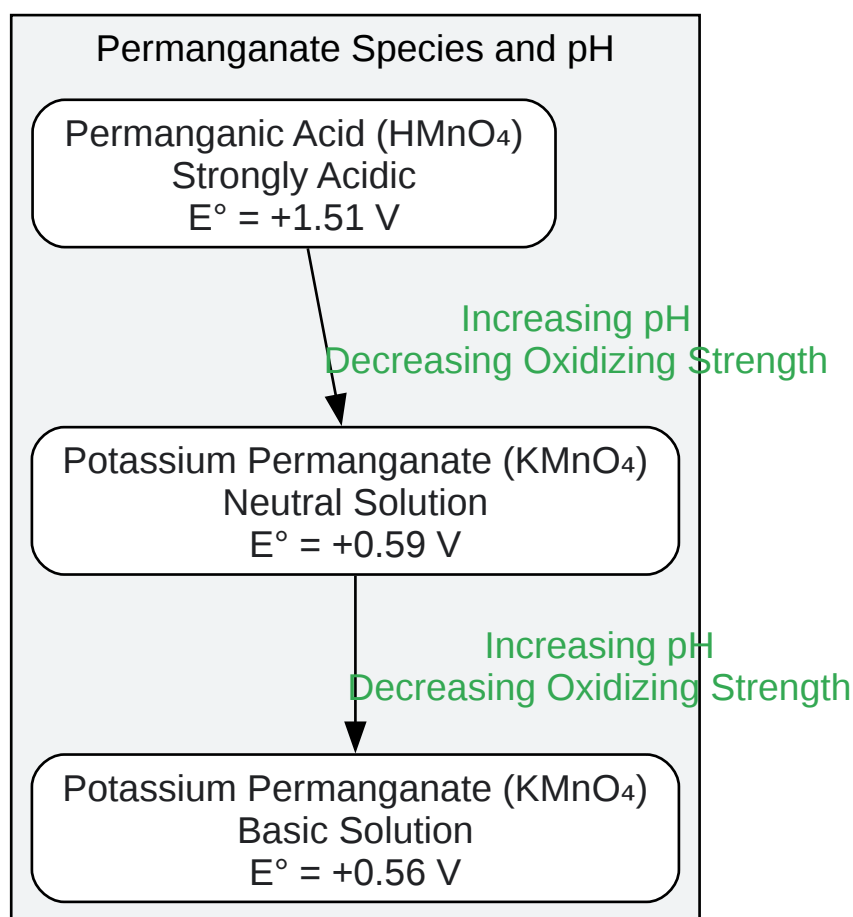 Permanganate Species and pH
Permanganic Acid (HMnO₄)
Strongly Acidic
E° = +1.51 V
Increasing pH
Decreasing Oxidizing Strength
Potassium Permanganate (KMnO₄)
Neutral Solution
E° = +0.59 V
Increasing pH
Decreasing Oxidizing Strength
Potassium Permanganate (KMnO₄)
Basic Solution
E° = +0.56 V